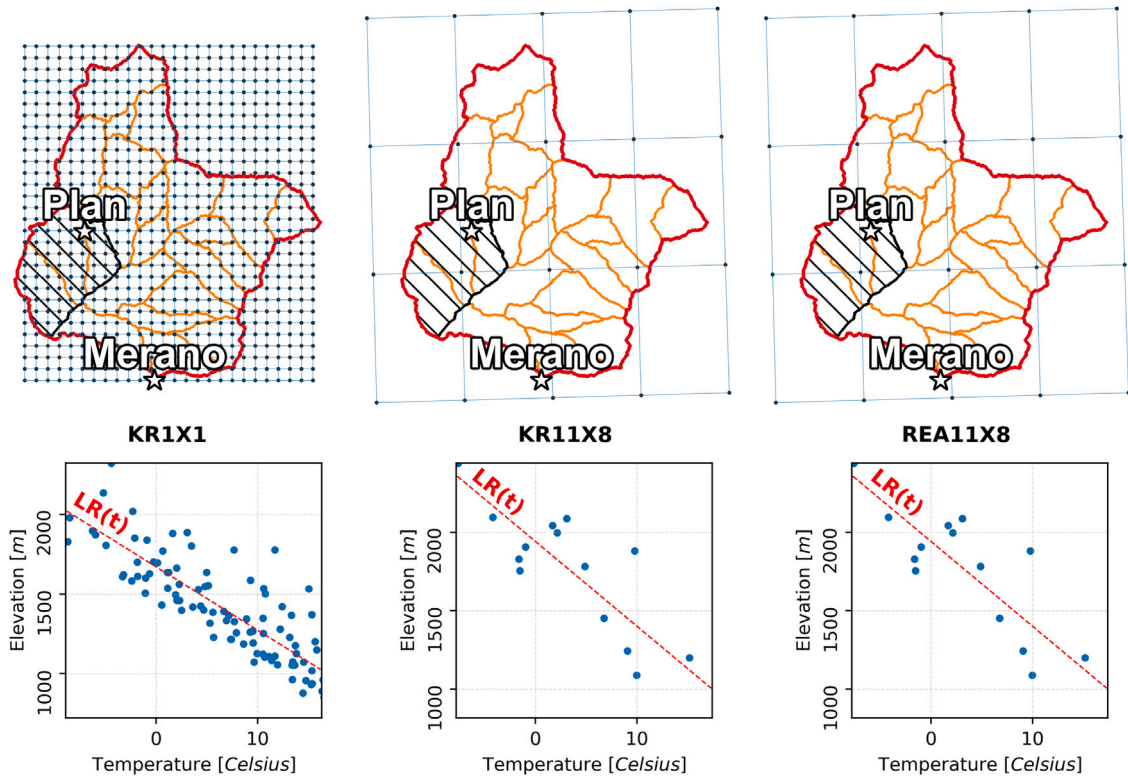 Plan
Merano
Plan
Merano
Plan
Merano
KR1X1
KR11X8
REA11X8
LR(t)
2000
1500
1000
Elevation [m]
0
10
Temperature [Celsius]
LR(t)
2000
1500
1000
Elevation [m]
0
10
Temperature [Celsius]
LR(t)
2000
1500
1000
Elevation [m]
0
10
Temperature [Celsius]